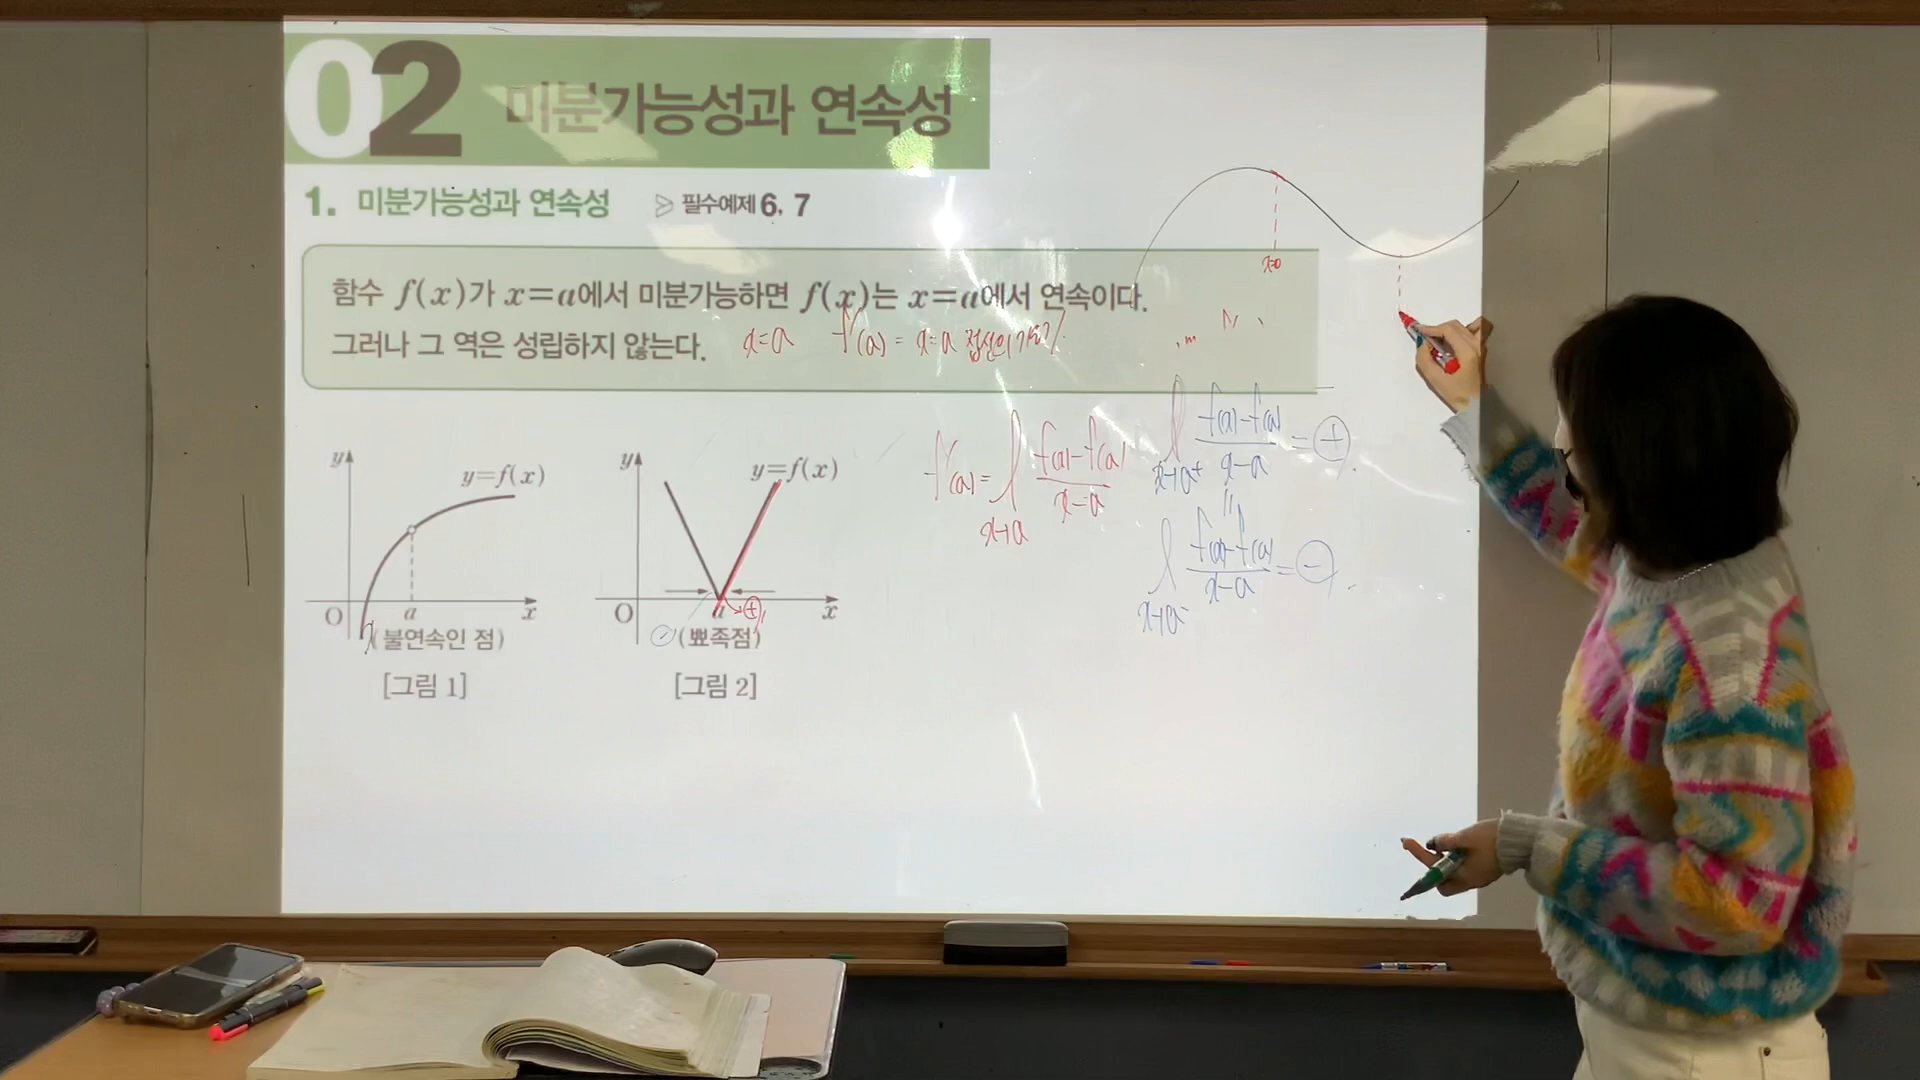 02 미분가능성과 연속성
1. 미분가능성과 연속성 ▷ 필수예제 6, 7
x=0
함수 f(x)가 x=a에서 미분가능하면 f(x)는 x=a에서 연속이다.
그러나 그 역은 성립하지 않는다. x=a f'(a) = x=a 접선의 기울기
y
y=f(x)
O
a
x
(불연속인 점)
[그림 1]
y
y=f(x)
O
a
⊕
x
⊖ (뾰족점)
[그림 2]
f'(a) = l x→a f(x)-f(a) / x-a
l x→a+ f(x)-f(a) / x-a = ⊕
l x→a- f(x)-f(a) / x-a = ⊖